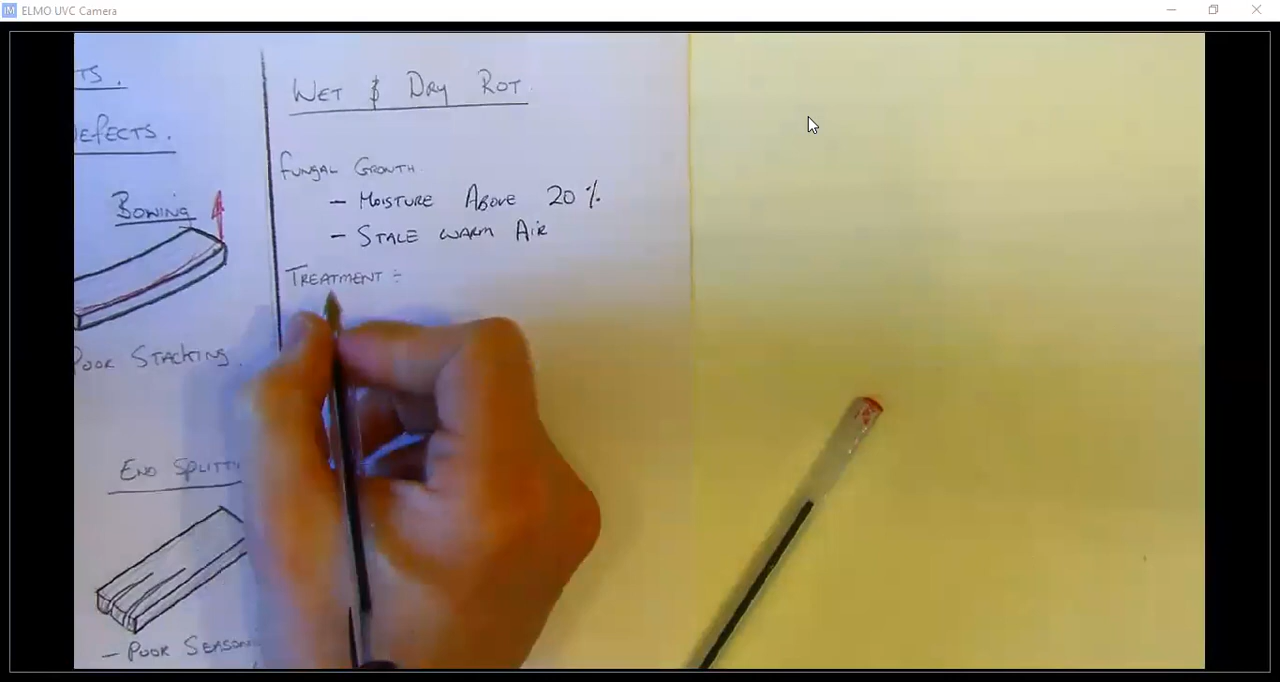 ELMO UVC Camera
TS.
EFECTS.
BOWING
POOR STACKING.
END SPLITT
- POOR SEASON
WET & DRY ROT.
FUNGAL GROWTH.
- MOISTURE ABOVE 20%
- STALE WARM AIR
TREATMENT :-